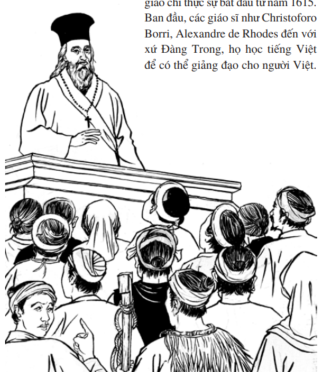 giáo chỉ thực sự bắt đầu từ năm 1615.
Ban đầu, các giáo sĩ như Christoforo
Borri, Alexandre de Rhodes đến với
xứ Đàng Trong, họ học tiếng Việt
để có thể giảng đạo cho người Việt.